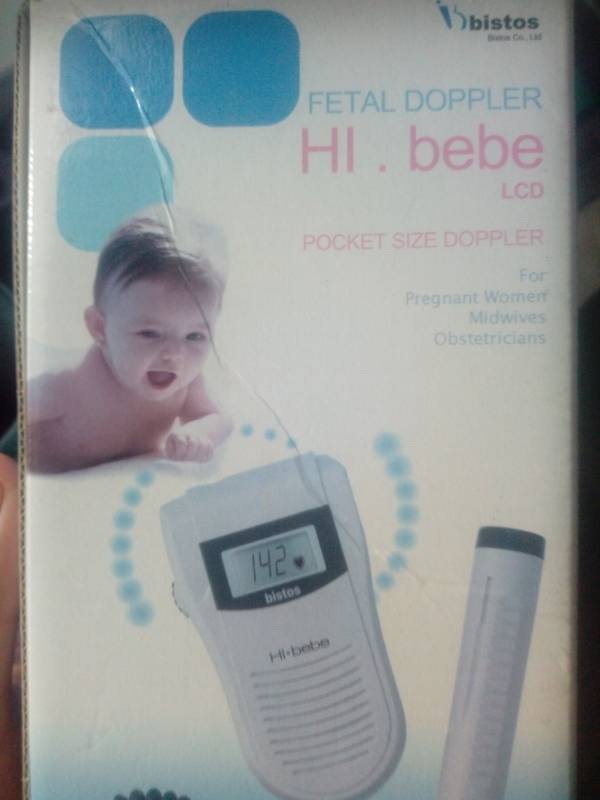 bistos
Bistos Co., Ltd
FETAL DOPPLER
HI . bebe
LCD
POCKET SIZE DOPPLER
For
Pregnant Women
Midwives
Obstetricians
142
bistos
HI·bebe